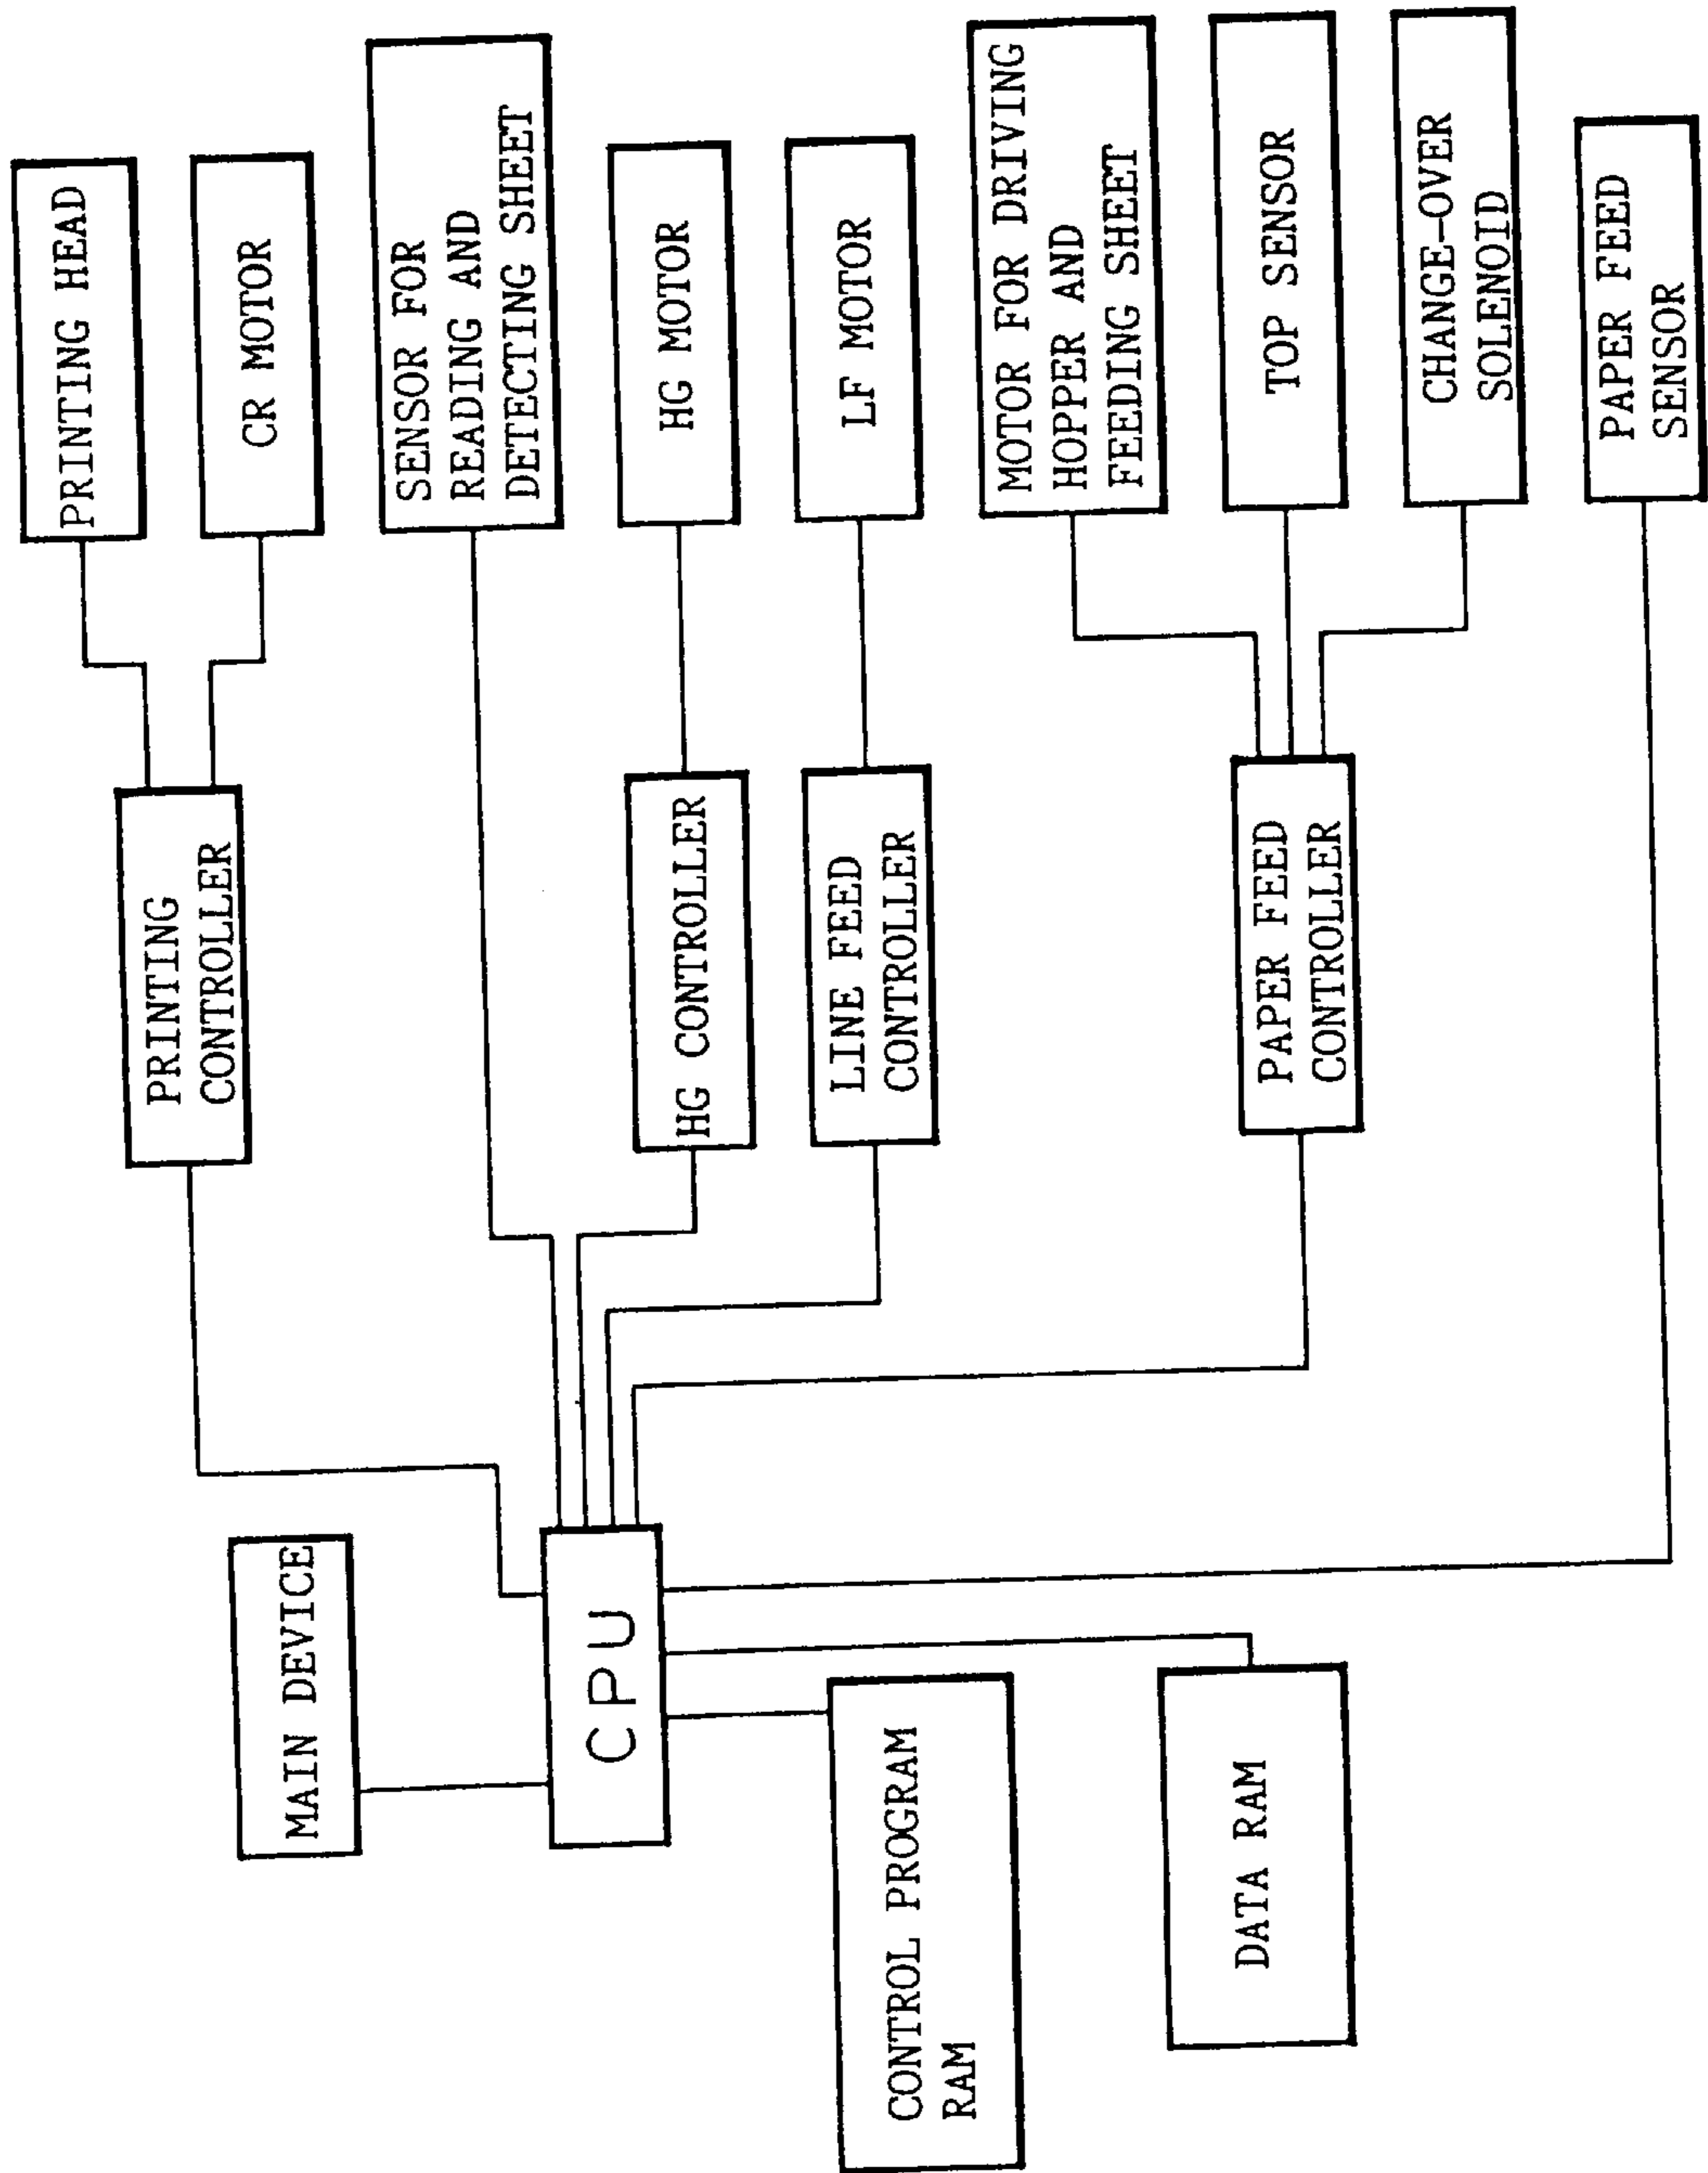 MAIN DEVICE
CPU
CONTROL PROGRAM
RAM
DATA RAM
PRINTING
CONTROLLER
HG CONTROLLER
LINE FEED
CONTROLLER
PAPER FEED
CONTROLLER
PRINTING HEAD
CR MOTOR
SENSOR FOR
READING AND
DETECTING SHEET
HG MOTOR
LF MOTOR
MOTOR FOR DRIVING
HOPPER AND
FEEDING SHEET
TOP SENSOR
CHANGE-OVER
SOLENOID
PAPER FEED
SENSOR